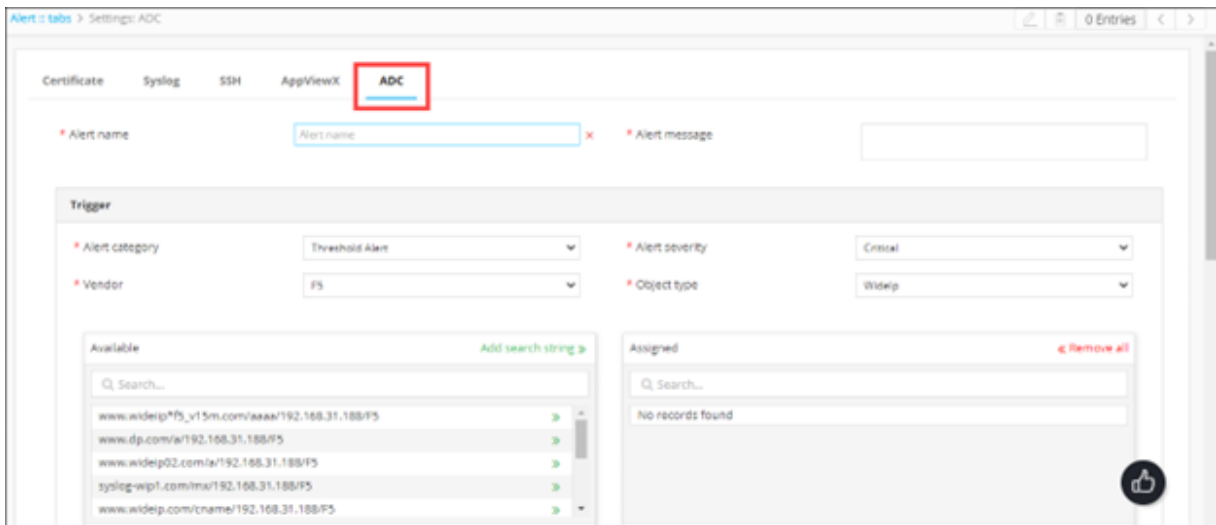 Alert :: tabs > Settings: ADC
0 Entries < >
Certificate Syslog SSH AppViewX ADC
* Alert name Alert name × * Alert message
Trigger
* Alert category Threshold Alert * Alert severity Critical
* Vendor F5 * Object type Wideip
Available Add search string » Assigned « Remove all
Search... Search...
www.wideiip*f5_v15m.com/aaaa/192.168.31.188/F5 » No records found
www.dp.com/a/192.168.31.188/F5 »
www.wideip02.com/a/192.168.31.188/F5 »
syslog-wip1.com/mx/192.168.31.188/F5 »
www.wideip.com/cname/192.168.31.188/F5 »